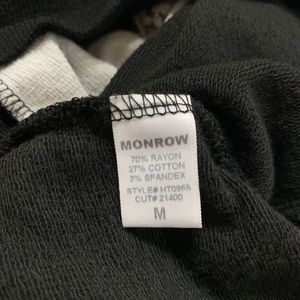 MONROW
70% RAYON
27% COTTON
3% SPANDEX
STYLE# HT0965
CUT# 21400
M